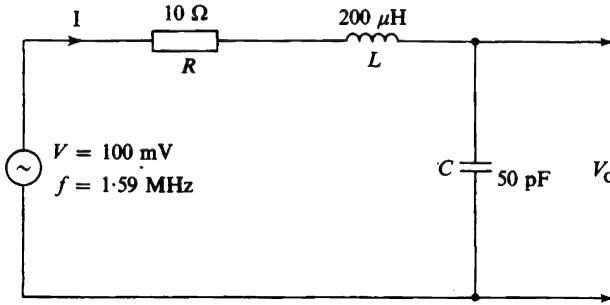 I
10 Ω
R
200 μH
L
V = 100 mV
f = 1·59 MHz
C
50 pF